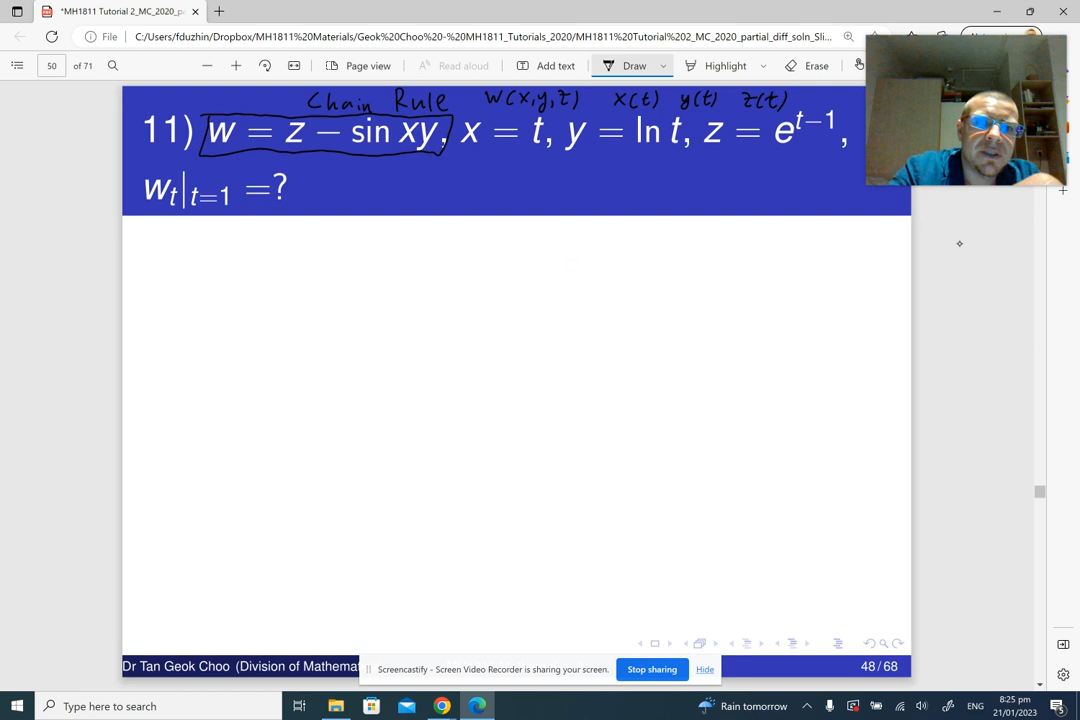 *MH1811 Tutorial 2_MC_2020_pa
File
C:/Users/fduzhin/Dropbox/MH1811%20Materials/Geok%20Choo%20-%20MH1811_Tutorials_2020/MH1811%20Tutorial%202_MC_2020_partial_diff_soln_Sli...
50 of 71
Page view
Read aloud
Add text
Draw
Highlight
Erase
Chain Rule w(x,y,z) x(t) y(t) z(t)
11) w = z − sin xy, x = t, y = ln t, z = e^{t−1},
w_t|_{t=1} =?
Dr Tan Geok Choo (Division of Mathemat
48 / 68
Screencastify - Screen Video Recorder is sharing your screen.
Stop sharing
Hide
Type here to search
Rain tomorrow
ENG
8:25 pm
21/01/2023
5